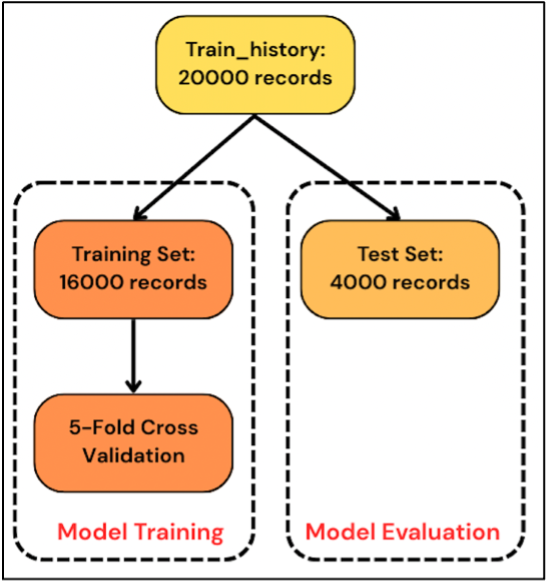 Train_history:
20000 records
Training Set:
16000 records
Test Set:
4000 records
5-Fold Cross
Validation
Model Training
Model Evaluation